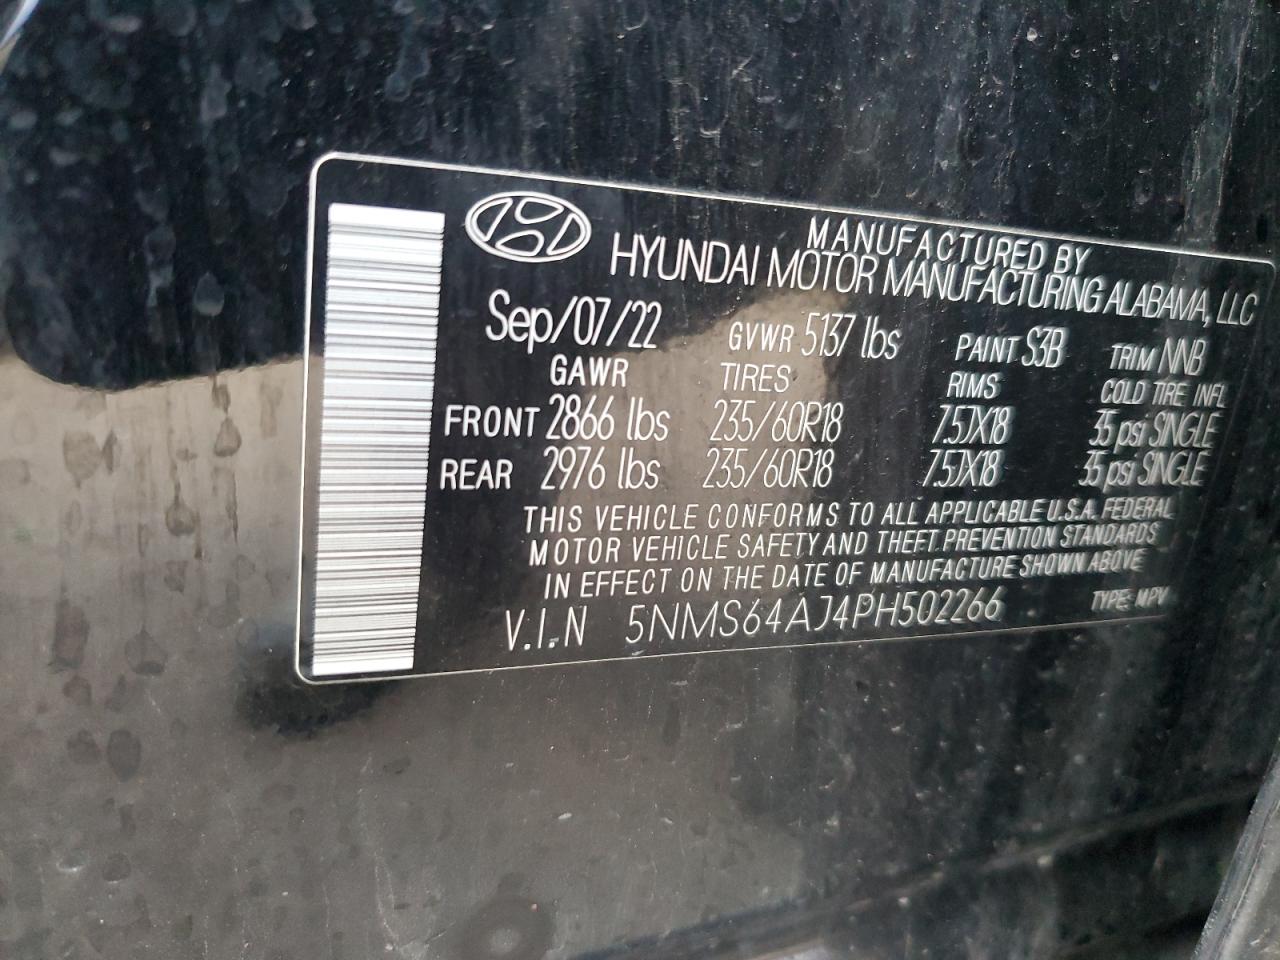 MANUFACTURED BY
HYUNDAI MOTOR MANUFACTURING ALABAMA, LLC
Sep/07/22 GVWR 5137 lbs PAINT S3B TRIM NNB
GAWR TIRES RIMS COLD TIRE INFL
FRONT 2866 lbs 235/60R18 7.5JX18 35 psi SINGLE
REAR 2976 lbs 235/60R18 7.5JX18 35 psi SINGLE
THIS VEHICLE CONFORMS TO ALL APPLICABLE U.S.A. FEDERAL
MOTOR VEHICLE SAFETY AND THEFT PREVENTION STANDARDS
IN EFFECT ON THE DATE OF MANUFACTURE SHOWN ABOVE
V.I.N 5NMS64AJ4PH502266 TYPE: MPV